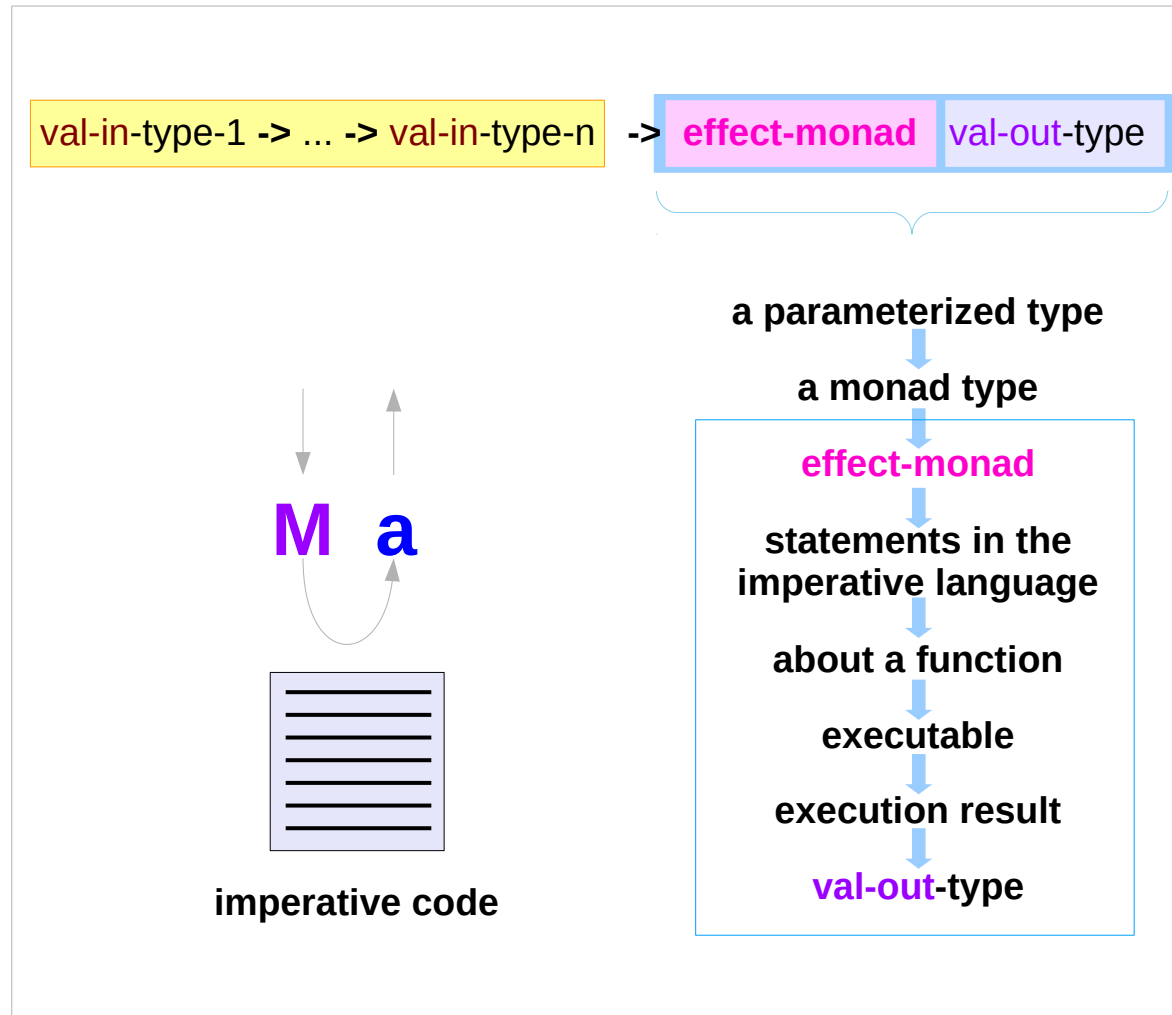 val-in-type-1 -> ... -> val-in-type-n -> effect-monad val-out-type
a parameterized type
a monad type
effect-monad
statements in the
imperative language
about a function
executable
execution result
val-out-type
M a
imperative code